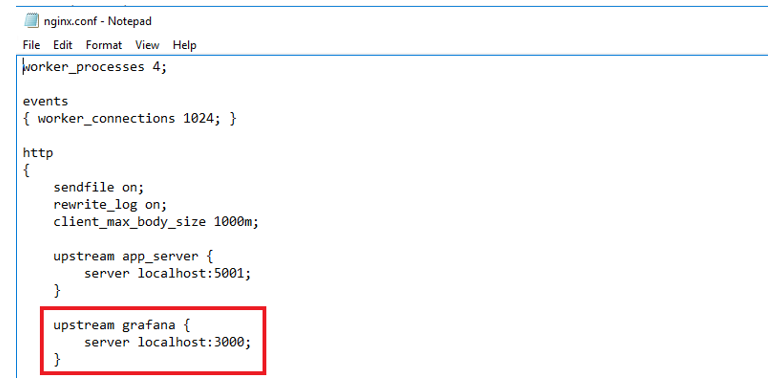 nginx.conf - Notepad
File Edit Format View Help
worker_processes 4;
events
{ worker_connections 1024; }
http
{
    sendfile on;
    rewrite_log on;
    client_max_body_size 1000m;
    upstream app_server {
        server localhost:5001;
    }
    upstream grafana {
        server localhost:3000;
    }